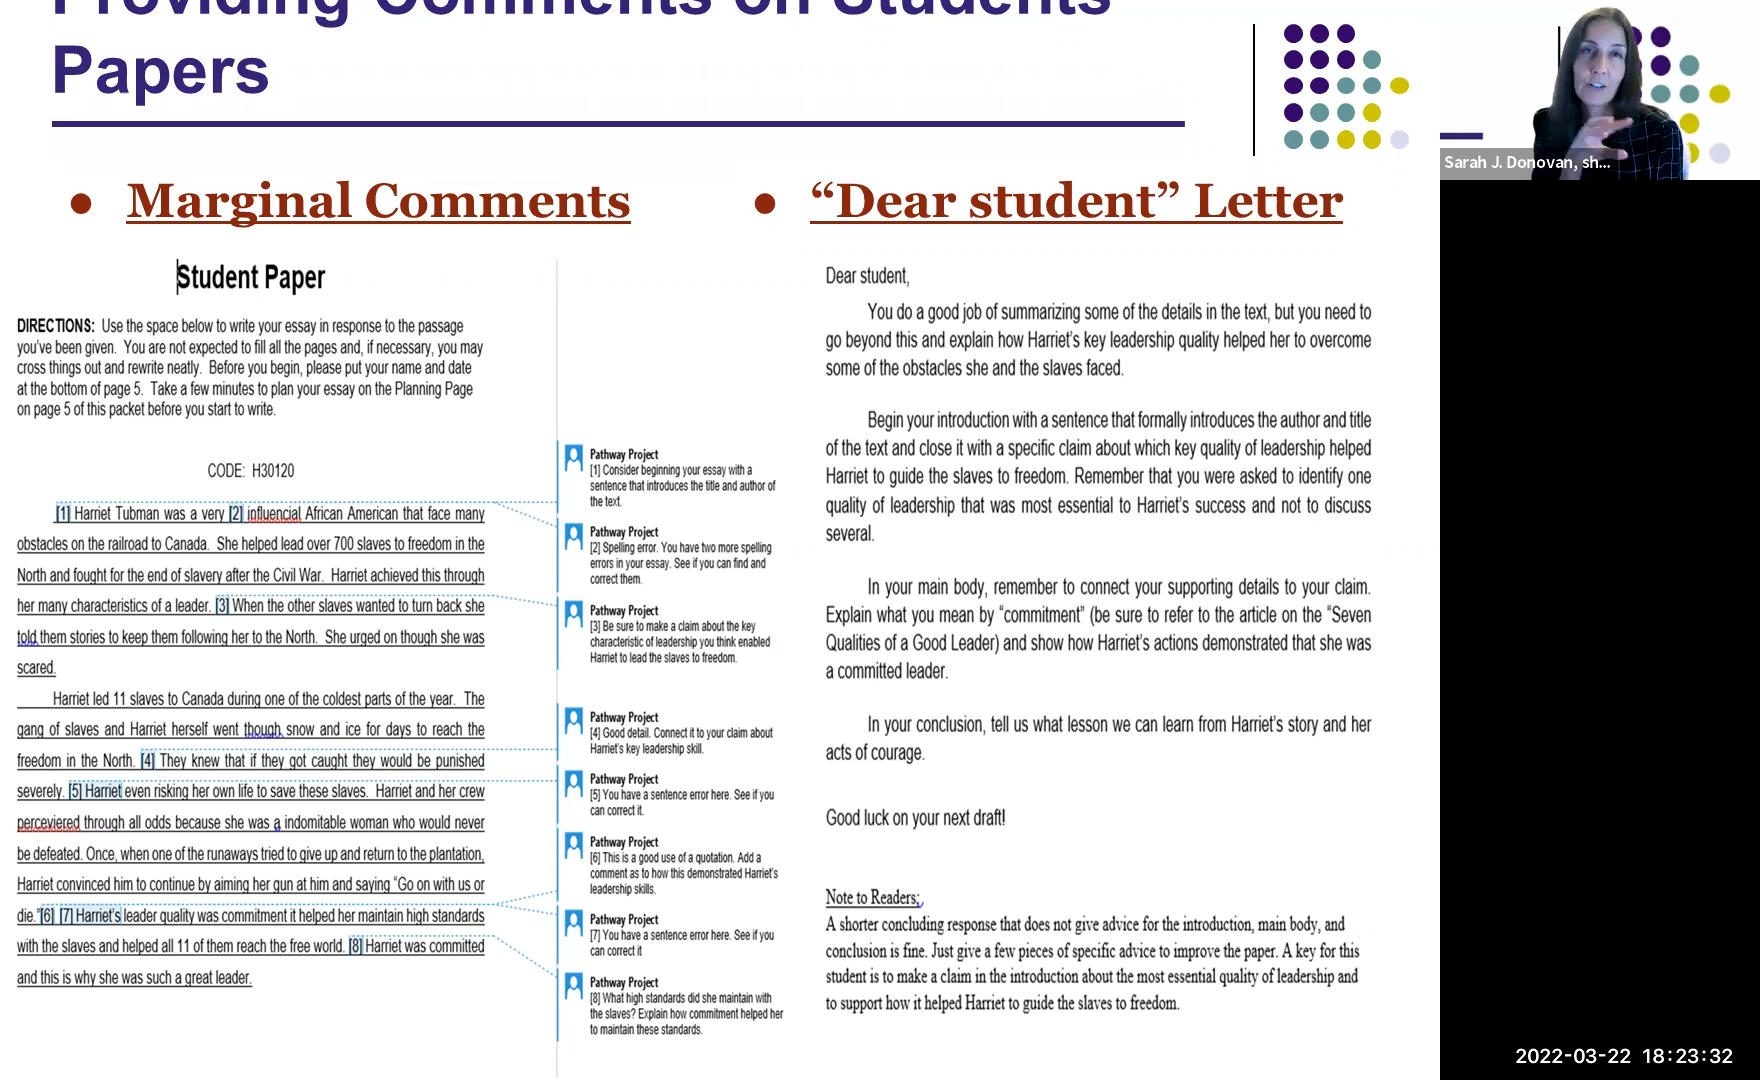 Providing Comments on Students
Papers
Sarah J. Donovan, sh...
● Marginal Comments
Student Paper
DIRECTIONS: Use the space below to write your essay in response to the passage
you've been given. You are not expected to fill all the pages and, if necessary, you may
cross things out and rewrite neatly. Before you begin, please put your name and date
at the bottom of page 5. Take a few minutes to plan your essay on the Planning Page
on page 5 of this packet before you start to write.
CODE: H30120
[1] Harriet Tubman was a very [2] influencial African American that face many
obstacles on the railroad to Canada. She helped lead over 700 slaves to freedom in the
North and fought for the end of slavery after the Civil War. Harriet achieved this through
her many characteristics of a leader. [3] When the other slaves wanted to turn back she
told them stories to keep them following her to the North. She urged on though she was
scared.
Harriet led 11 slaves to Canada during one of the coldest parts of the year. The
gang of slaves and Harriet herself went though snow and ice for days to reach the
freedom in the North. [4] They knew that if they got caught they would be punished
severely. [5] Harriet even risking her own life to save these slaves. Harriet and her crew
perceviered through all odds because she was a indomitable woman who would never
be defeated. Once, when one of the runaways tried to give up and return to the plantation,
Harriet convinced him to continue by aiming her gun at him and saying “Go on with us or
die.”[6] [7] Harriet's leader quality was commitment it helped her maintain high standards
with the slaves and helped all 11 of them reach the free world. [8] Harriet was committed
and this is why she was such a great leader.
Pathway Project
[1] Consider beginning your essay with a
sentence that introduces the title and author of
the text.
Pathway Project
[2] Spelling error. You have two more spelling
errors in your essay. See if you can find and
correct them.
Pathway Project
[3] Be sure to make a claim about the key
characteristic of leadership you think enabled
Harriet to lead the slaves to freedom.
Pathway Project
[4] Good detail. Connect it to your claim about
Harriet's key leadership skill.
Pathway Project
[5] You have a sentence error here. See if you
can correct it.
Pathway Project
[6] This is a good use of a quotation. Add a
comment as to how this demonstrated Harriet's
leadership skills.
Pathway Project
[7] You have a sentence error here. See if you
can correct it
Pathway Project
[8] What high standards did she maintain with
the slaves? Explain how commitment helped her
to maintain these standards.
● “Dear student” Letter
Dear student,
You do a good job of summarizing some of the details in the text, but you need to
go beyond this and explain how Harriet's key leadership quality helped her to overcome
some of the obstacles she and the slaves faced.
Begin your introduction with a sentence that formally introduces the author and title
of the text and close it with a specific claim about which key quality of leadership helped
Harriet to guide the slaves to freedom. Remember that you were asked to identify one
quality of leadership that was most essential to Harriet's success and not to discuss
several.
In your main body, remember to connect your supporting details to your claim.
Explain what you mean by “commitment” (be sure to refer to the article on the “Seven
Qualities of a Good Leader) and show how Harriet's actions demonstrated that she was
a committed leader.
In your conclusion, tell us what lesson we can learn from Harriet's story and her
acts of courage.
Good luck on your next draft!
Note to Readers:
A shorter concluding response that does not give advice for the introduction, main body, and
conclusion is fine. Just give a few pieces of specific advice to improve the paper. A key for this
student is to make a claim in the introduction about the most essential quality of leadership and
to support how it helped Harriet to guide the slaves to freedom.
2022-03-22 18:23:32